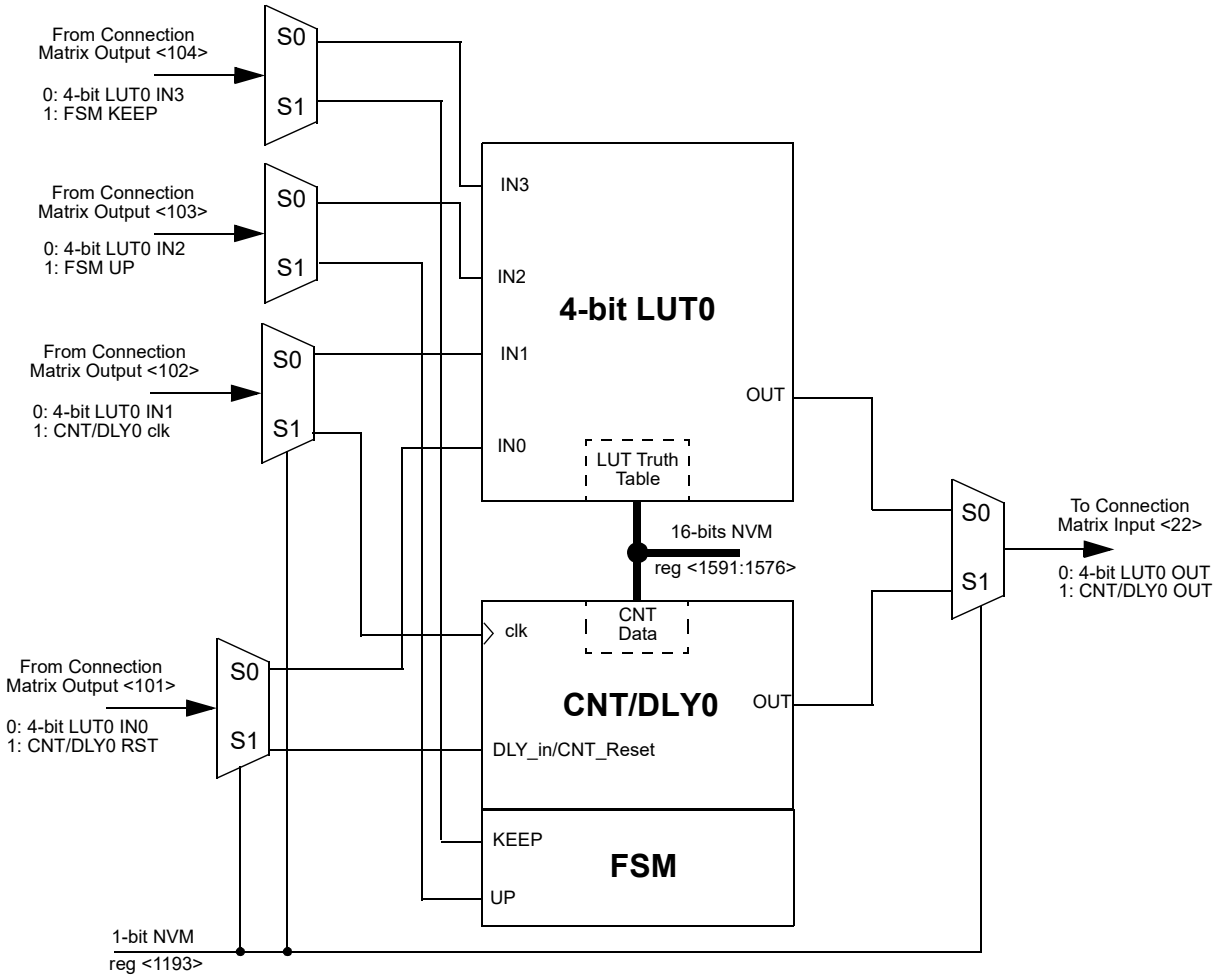 From Connection
Matrix Output <104>
0: 4-bit LUT0 IN3
1: FSM KEEP
S0
S1
From Connection
Matrix Output <103>
0: 4-bit LUT0 IN2
1: FSM UP
S0
S1
From Connection
Matrix Output <102>
0: 4-bit LUT0 IN1
1: CNT/DLY0 clk
S0
S1
From Connection
Matrix Output <101>
0: 4-bit LUT0 IN0
1: CNT/DLY0 RST
S0
S1
IN3
IN2
IN1
IN0
4-bit LUT0
OUT
LUT Truth
Table
16-bits NVM
reg <1591:1576>
CNT
Data
clk
CNT/DLY0
OUT
DLY_in/CNT_Reset
KEEP
FSM
UP
S0
S1
To Connection
Matrix Input <22>
0: 4-bit LUT0 OUT
1: CNT/DLY0 OUT
1-bit NVM
reg <1193>